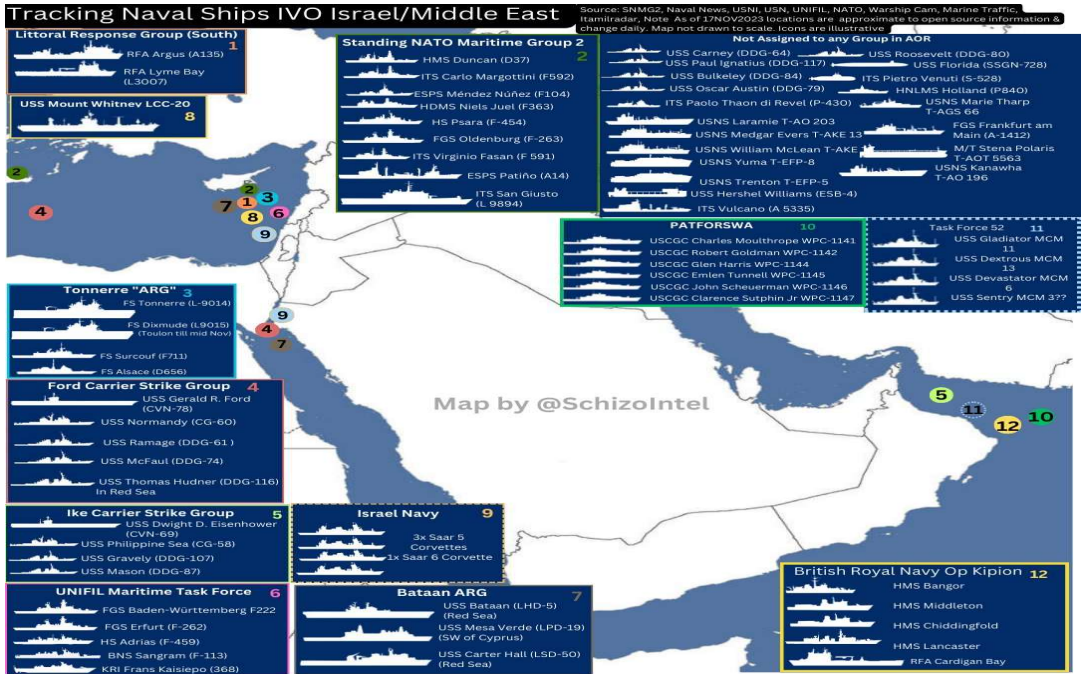 Tracking Naval Ships IVO Israel/Middle East
Source: SNMG2, Naval News, USNI, USN, UNIFIL, NATO, Warship Cam, Marine Traffic,
Itamilradar, Note As of 17NOV2023 locations are approximate to open source information &
change daily. Map not drawn to scale. Icons are illustrative
Littoral Response Group (South)
1
RFA Argus (A135)
RFA Lyme Bay
(L3007)
USS Mount Whitney LCC-20
8
Standing NATO Maritime Group 2
2
HMS Duncan (D37)
ITS Carlo Margottini (F592)
ESPS Méndez Núñez (F104)
HDMS Niels Juel (F363)
HS Psara (F-454)
FGS Oldenburg (F-263)
ITS Virginio Fasan (F 591)
ESPS Patiño (A14)
ITS San Giusto
(L 9894)
Not Assigned to any Group in AOR
USS Carney (DDG-64)
USS Paul Ignatius (DDG-117)
USS Bulkeley (DDG-84)
USS Oscar Austin (DDG-79)
ITS Paolo Thaon di Revel (P-430)
USNS Laramie T-AO 203
USNS Medgar Evers T-AKE 13
USNS William McLean T-AKE
USNS Yuma T-EFP-8
USNS Trenton T-EFP-5
USS Hershel Williams (ESB-4)
ITS Vulcano (A 5335)
USS Roosevelt (DDG-80)
USS Florida (SSGN-728)
ITS Pietro Venuti (S-528)
HNLMS Holland (P840)
USNS Marie Tharp
T-AGS 66
FGS Frankfurt am
Main (A-1412)
M/T Stena Polaris
T-AOT 5563
USNS Kanawha
T-AO 196
PATFORSWA
10
USCGC Charles Moulthrope WPC-1141
USCGC Robert Goldman WPC-1142
USCGC Glen Harris WPC-1144
USCGC Emlen Tunnell WPC-1145
USCGC John Scheuerman WPC-1146
USCGC Clarence Sutphin Jr WPC-1147
Task Force 52
11
USS Gladiator MCM
11
USS Dextrous MCM
13
USS Devastator MCM
6
USS Sentry MCM 3??
2
4
2
3
7
1
6
8
9
9
4
7
5
11
12
10
Map by @SchizoIntel
Tonnerre "ARG"
3
FS Tonnerre (L-9014)
FS Dixmude (L9015)
(Toulon till mid Nov)
FS Surcouf (F711)
FS Alsace (D656)
Ford Carrier Strike Group
4
USS Gerald R. Ford
(CVN-78)
USS Normandy (CG-60)
USS Ramage (DDG-61 )
USS McFaul (DDG-74)
USS Thomas Hudner (DDG-116)
In Red Sea
Ike Carrier Strike Group
5
USS Dwight D. Eisenhower
(CVN-69)
USS Philippine Sea (CG-58)
USS Gravely (DDG-107)
USS Mason (DDG-87)
Israel Navy
9
3x Saar 5
Corvettes
1x Saar 6 Corvette
UNIFIL Maritime Task Force
6
FGS Baden-Württemberg F222
FGS Erfurt (F-262)
HS Adrias (F-459)
BNS Sangram (F-113)
KRI Frans Kaisiepo (368)
Bataan ARG
7
USS Bataan (LHD-5)
(Red Sea)
USS Mesa Verde (LPD-19)
(SW of Cyprus)
USS Carter Hall (LSD-50)
(Red Sea)
British Royal Navy Op Kipion
12
HMS Bangor
HMS Middleton
HMS Chiddingfold
HMS Lancaster
RFA Cardigan Bay